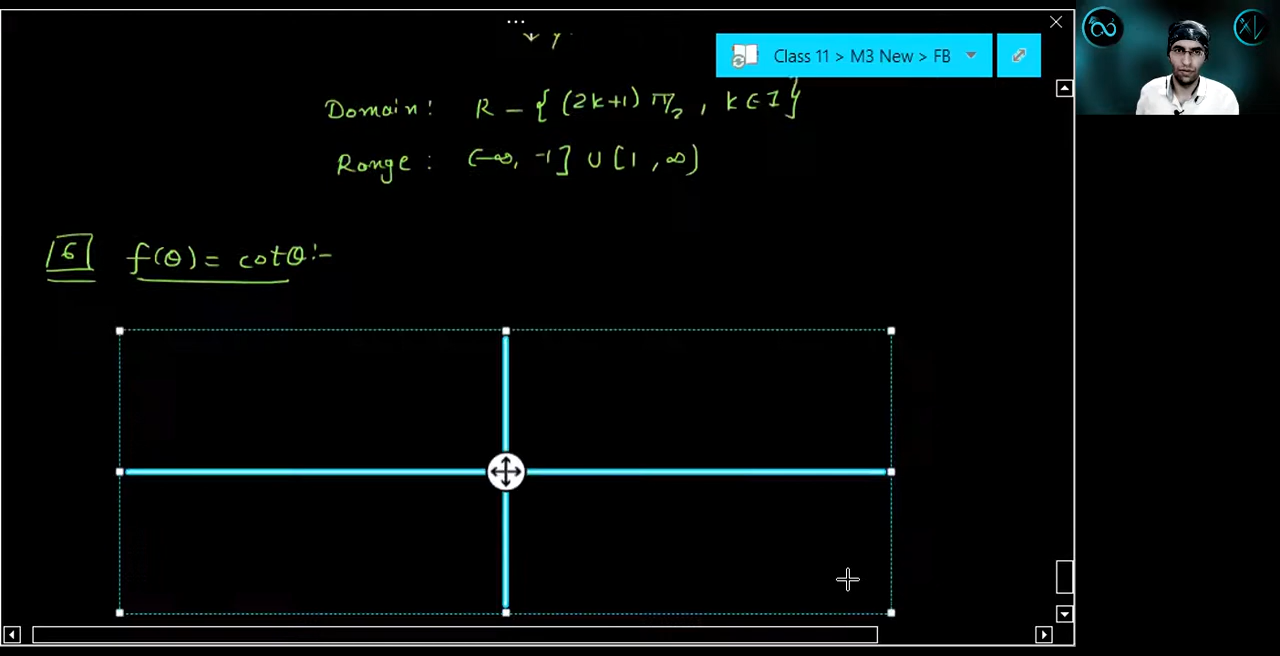 Class 11 > M3 New > FB
Domain: R - { (2k+1) π/2 , k ∈ I }
Range: (-∞, -1] ∪ [1, ∞)
6 f(θ) = cotθ :-